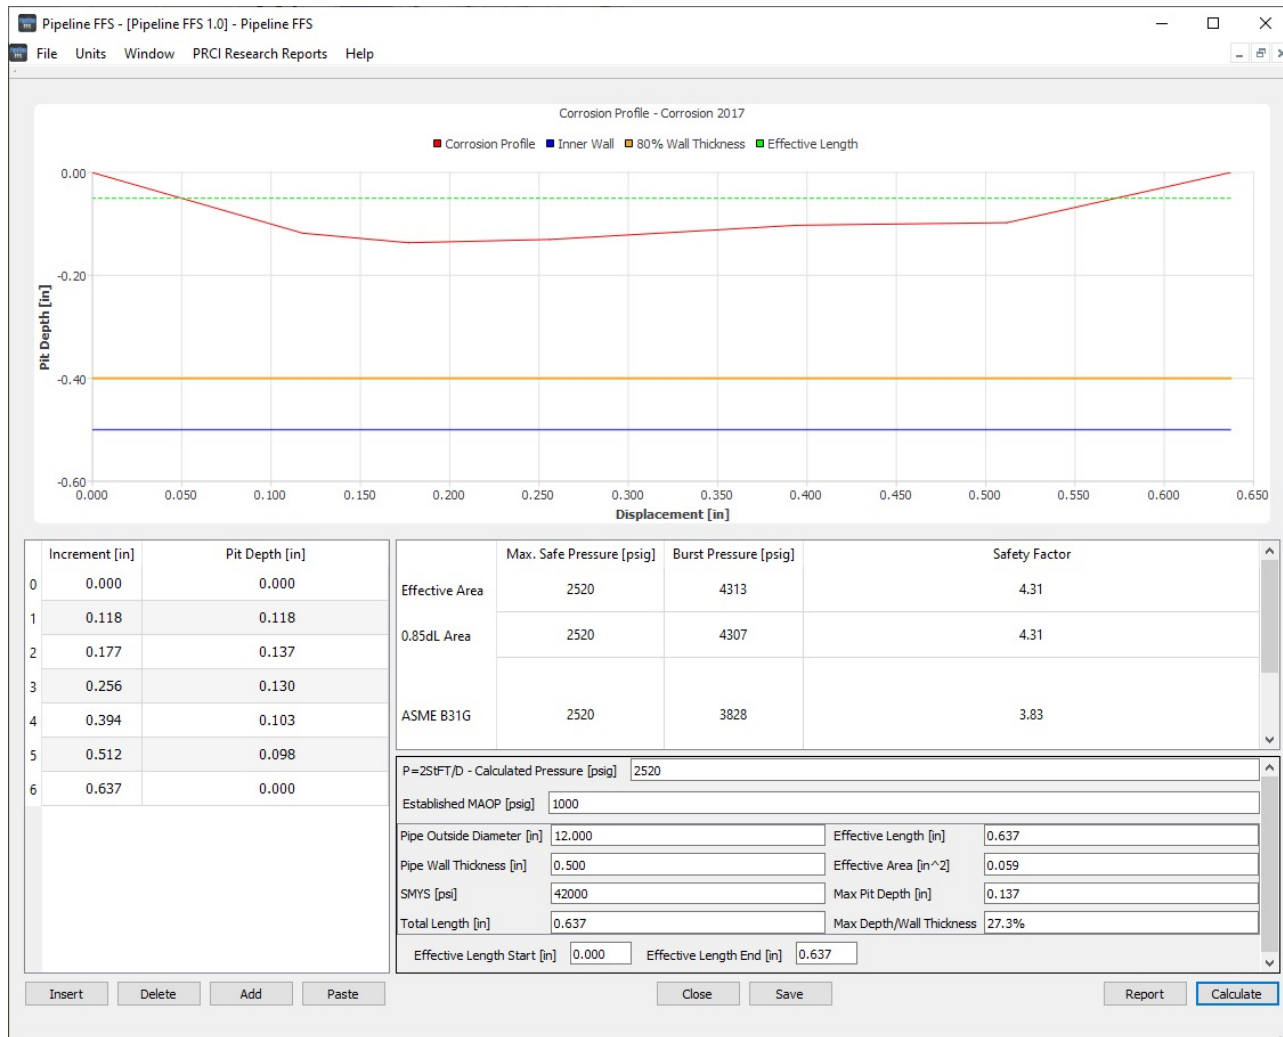 Pipeline FFS - [Pipeline FFS 1.0] - Pipeline FFS
File Units Window PRCI Research Reports Help
Corrosion Profile - Corrosion 2017
Corrosion Profile Inner Wall 80% Wall Thickness Effective Length
0.00
-0.20
-0.40
-0.60
Pit Depth [in]
0.000 0.050 0.100 0.150 0.200 0.250 0.300 0.350 0.400 0.450 0.500 0.550 0.600 0.650
Displacement [in]
Increment [in] Pit Depth [in]
0 0.000 0.000
1 0.118 0.118
2 0.177 0.137
3 0.256 0.130
4 0.394 0.103
5 0.512 0.098
6 0.637 0.000
Max. Safe Pressure [psig] Burst Pressure [psig] Safety Factor
Effective Area 2520 4313 4.31
0.85dL Area 2520 4307 4.31
ASME B31G 2520 3828 3.83
P=2StFT/D - Calculated Pressure [psig] 2520
Established MAOP [psig] 1000
Pipe Outside Diameter [in] 12.000 Effective Length [in] 0.637
Pipe Wall Thickness [in] 0.500 Effective Area [in^2] 0.059
SMYS [psi] 42000 Max Pit Depth [in] 0.137
Total Length [in] 0.637 Max Depth/Wall Thickness 27.3%
Effective Length Start [in] 0.000 Effective Length End [in] 0.637
Insert Delete Add Paste Close Save Report Calculate